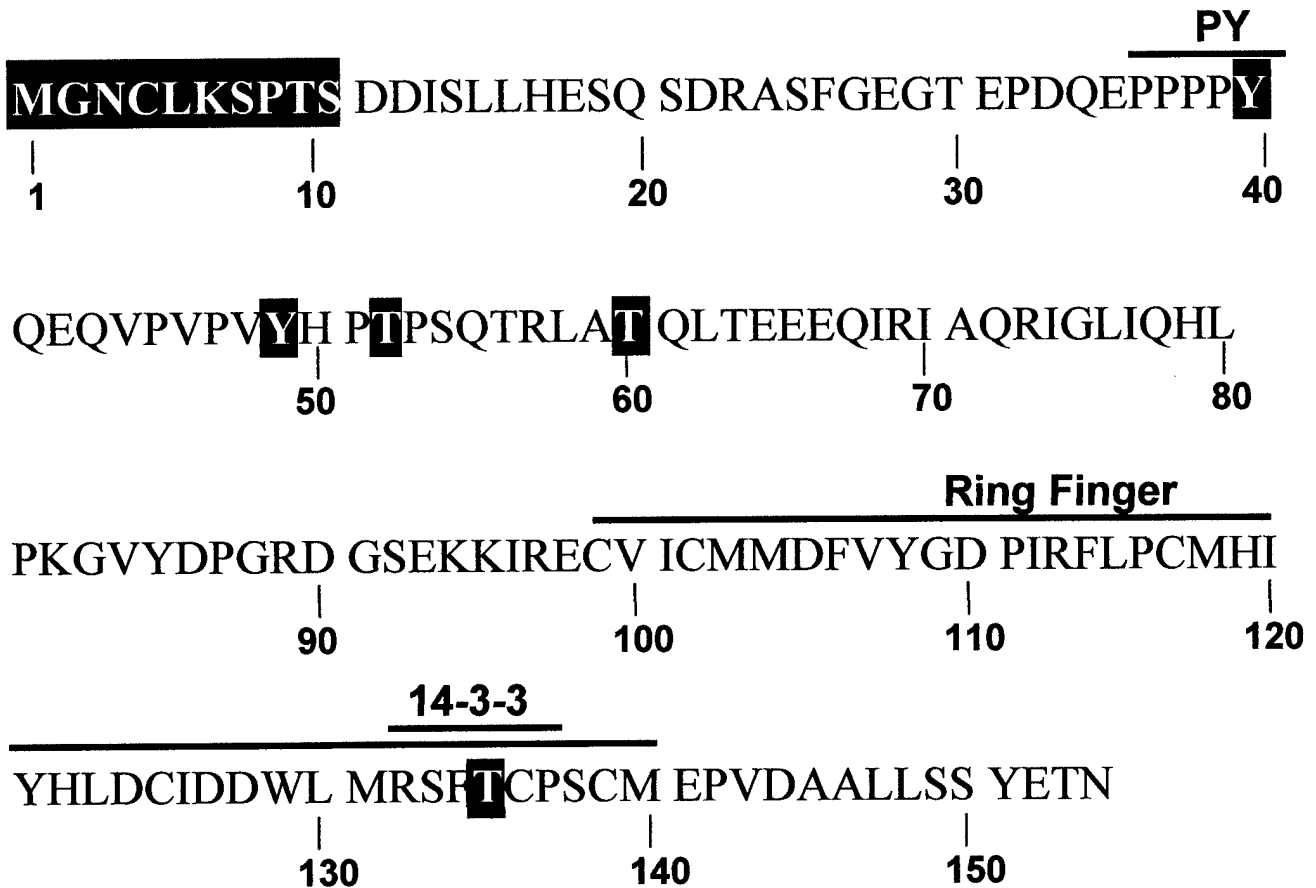 PY
MGNCLKSPTS DDISLLHESQ SDRASFGEGT EPDQEPPPPY
1 10 20 30 40
QEQVPVPVYH PTPSQTRLAT QLTEEEQIRI AQRIGLIQHL
50 60 70 80
Ring Finger
PKGVYDPGRD GSEKKIRECV ICMMDFVYGD PIRFLPCMHI
90 100 110 120
14-3-3
YHLDCIDDWL MRSFTCPSCM EPVDAALLSS YETN
130 140 150